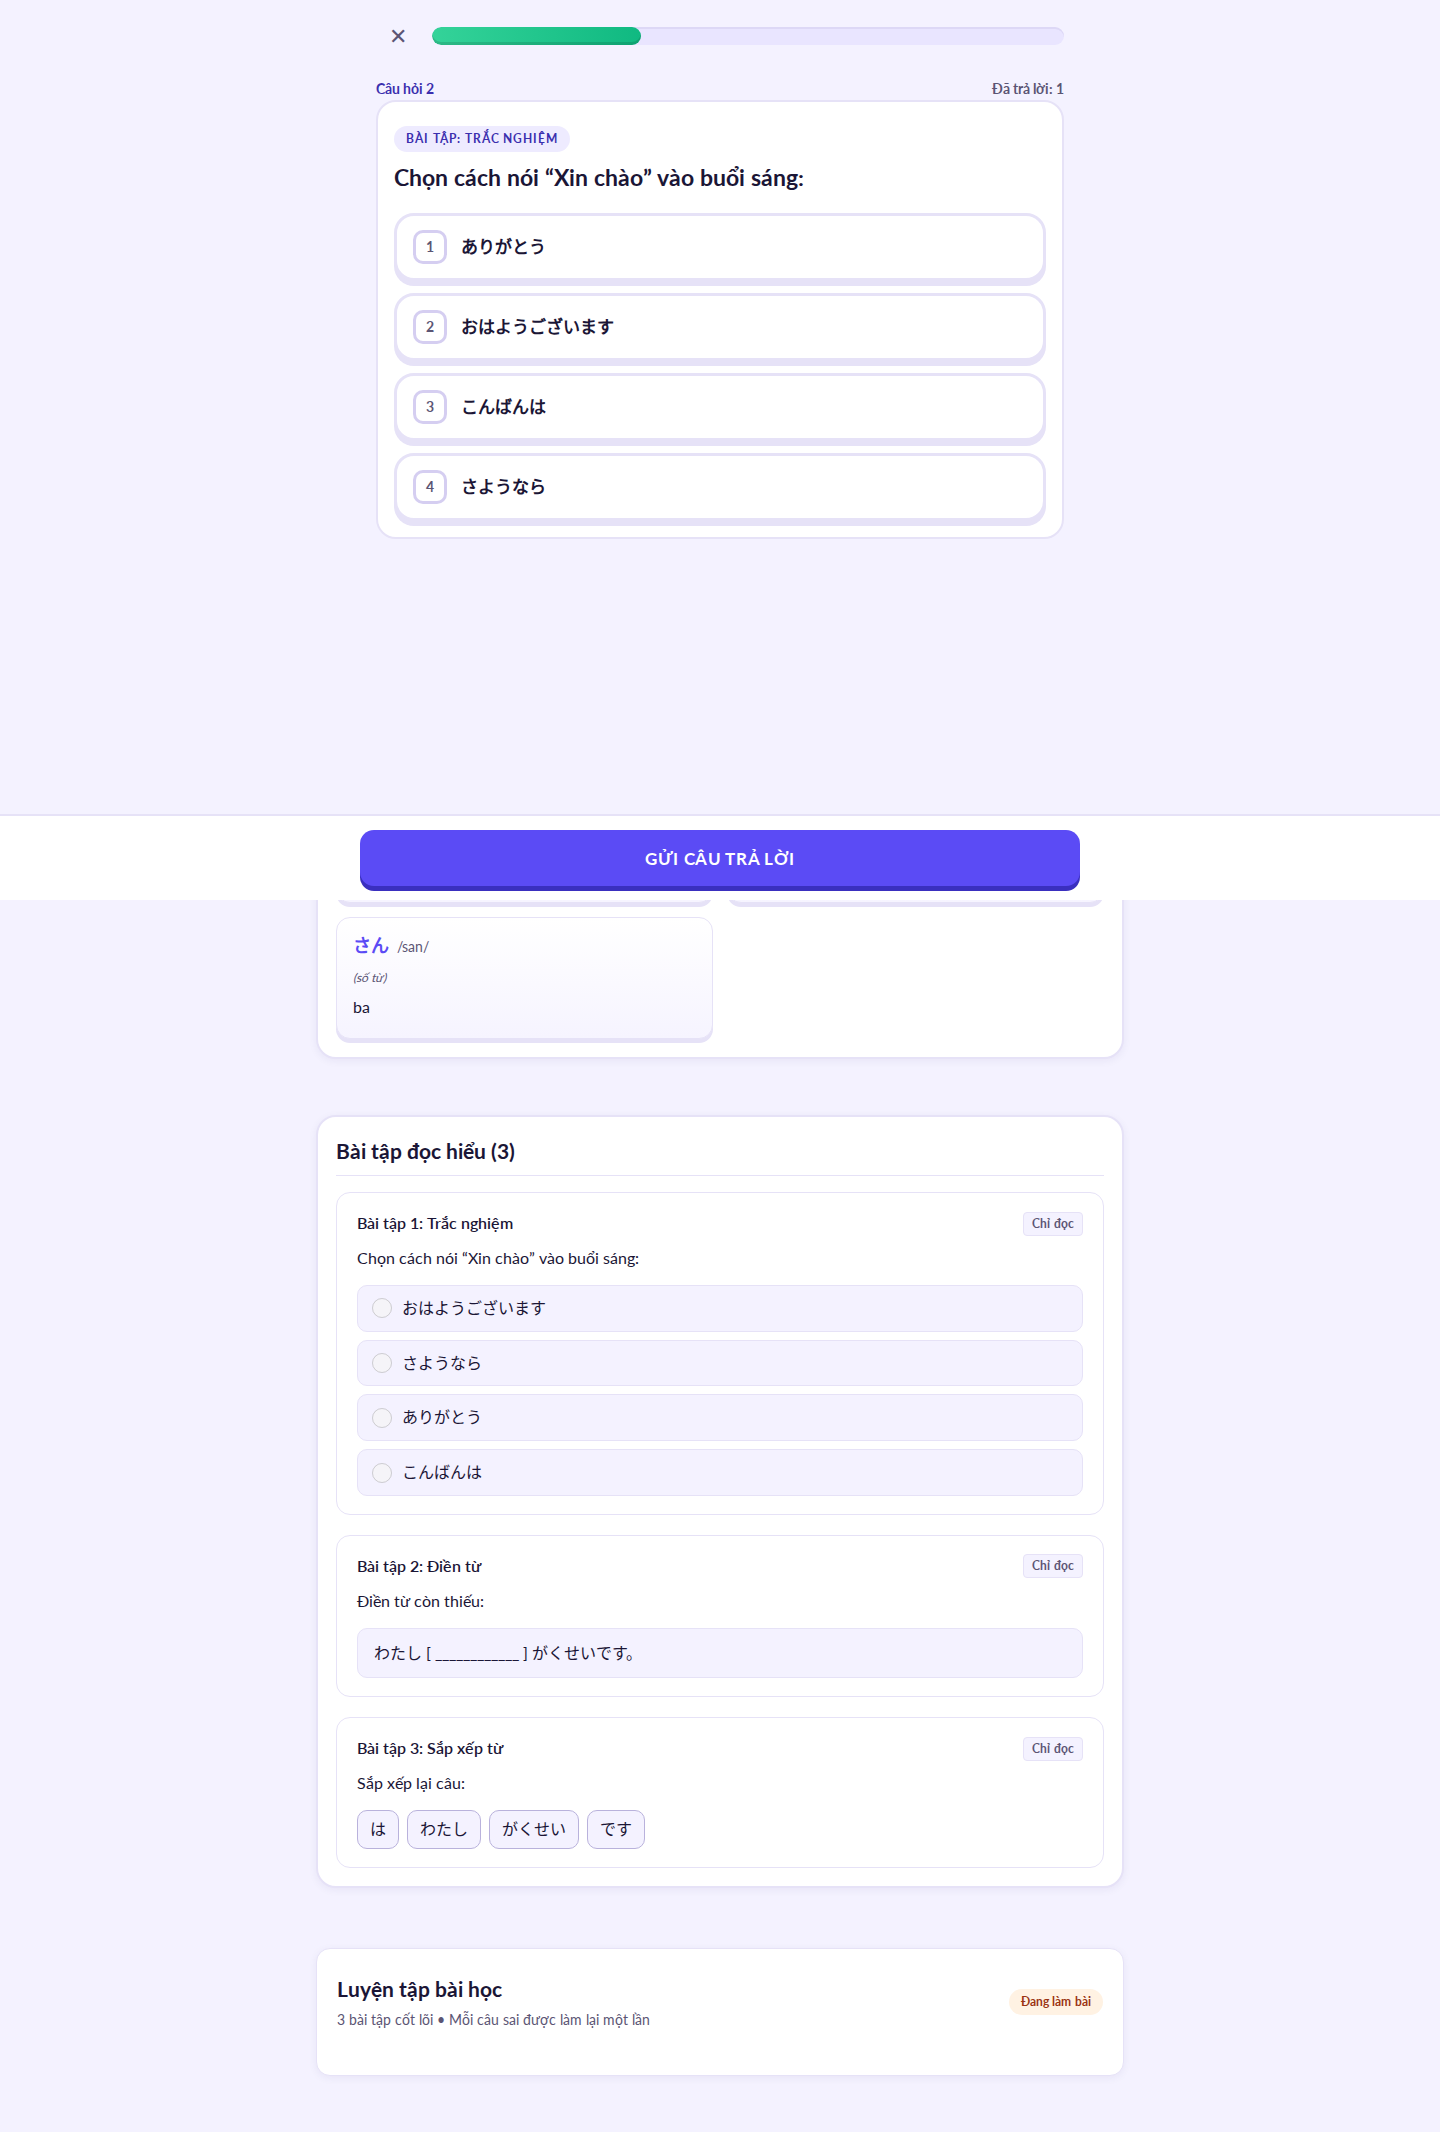 ✕
Câu hỏi 2
Đã trả lời: 1
BÀI TẬP: TRẮC NGHIỆM
Chọn cách nói “Xin chào” vào buổi sáng:
1 ありがとう
2 おはようございます
3 こんばんは
4 さようなら
GỬI CÂU TRẢ LỜI
さん /san/
(số từ)
ba
Bài tập đọc hiểu (3)
Bài tập 1: Trắc nghiệm
Chỉ đọc
Chọn cách nói “Xin chào” vào buổi sáng:
おはようございます
さようなら
ありがとう
こんばんは
Bài tập 2: Điền từ
Chỉ đọc
Điền từ còn thiếu:
わたし [ ____________ ] がくせいです。
Bài tập 3: Sắp xếp từ
Chỉ đọc
Sắp xếp lại câu:
は わたし がくせい です
Luyện tập bài học
Đang làm bài
3 bài tập cốt lõi • Mỗi câu sai được làm lại một lần